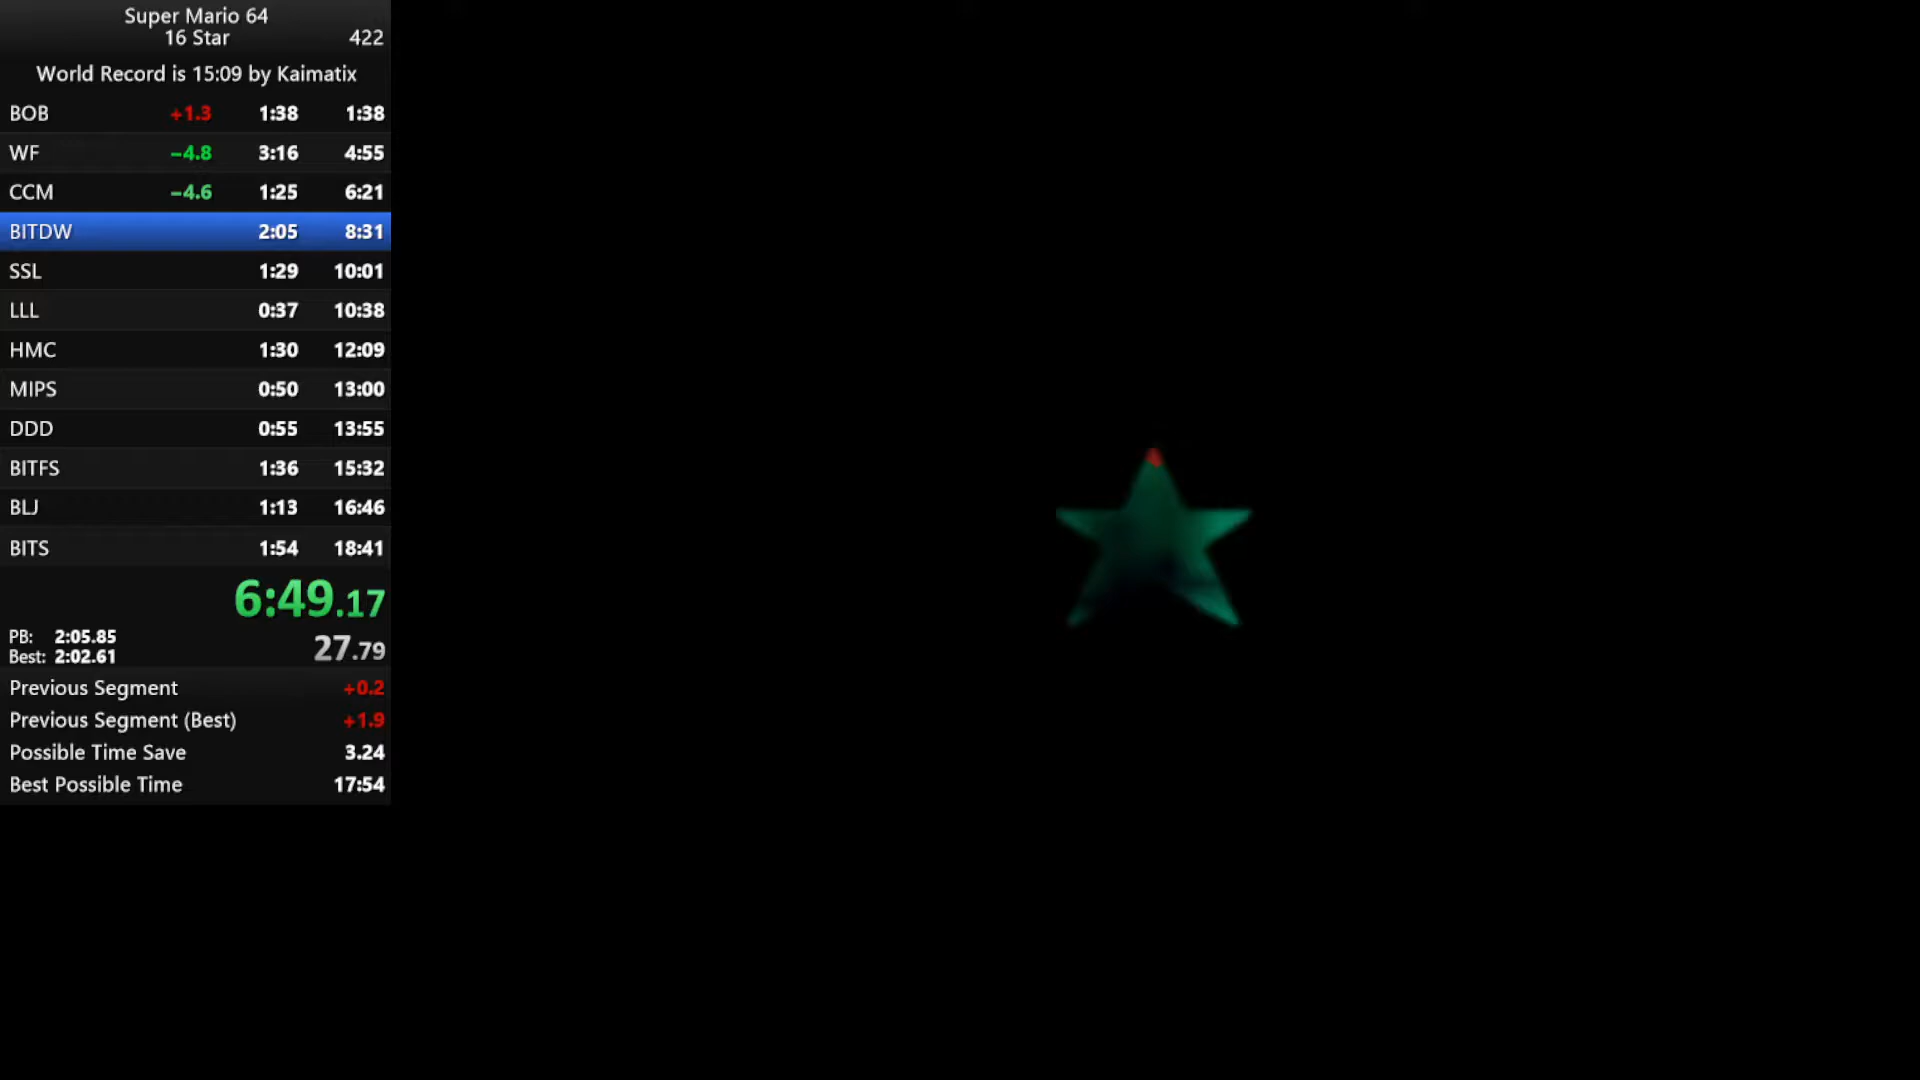 Super Mario 64
16 Star 422
World Record is 15:09 by Kaimatix
BOB +1.3 1:38 1:38
WF −4.8 3:16 4:55
CCM −4.6 1:25 6:21
BITDW 2:05 8:31
SSL 1:29 10:01
LLL 0:37 10:38
HMC 1:30 12:09
MIPS 0:50 13:00
DDD 0:55 13:55
BITFS 1:36 15:32
BLJ 1:13 16:46
BITS 1:54 18:41
6:49.17
PB: 2:05.85
Best: 2:02.61
27.79
Previous Segment +0.2
Previous Segment (Best) +1.9
Possible Time Save 3.24
Best Possible Time 17:54